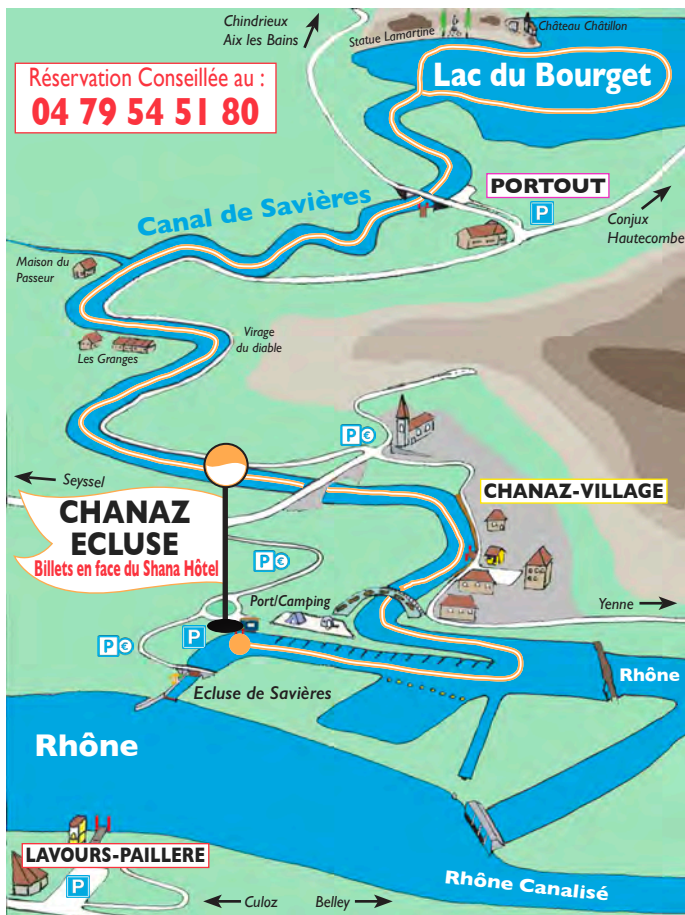 Chindrieux
Aix les Bains
Statue Lamartine
Château Châtillon
Réservation Conseillée au :
04 79 54 51 80
Lac du Bourget
PORTOUT
P
Canal de Savières
Conjux
Hautecombe
Maison du
Passeur
Virage
du diable
Les Granges
P €
Seyssel
CHANAZ-VILLAGE
CHANAZ
ECLUSE
Billets en face du Shana Hôtel
P €
Port/Camping
Yenne
P
P €
Ecluse de Savières
Rhône
Rhône
LAVOURS-PAILLERE
P
Rhône Canalisé
Culoz
Belley